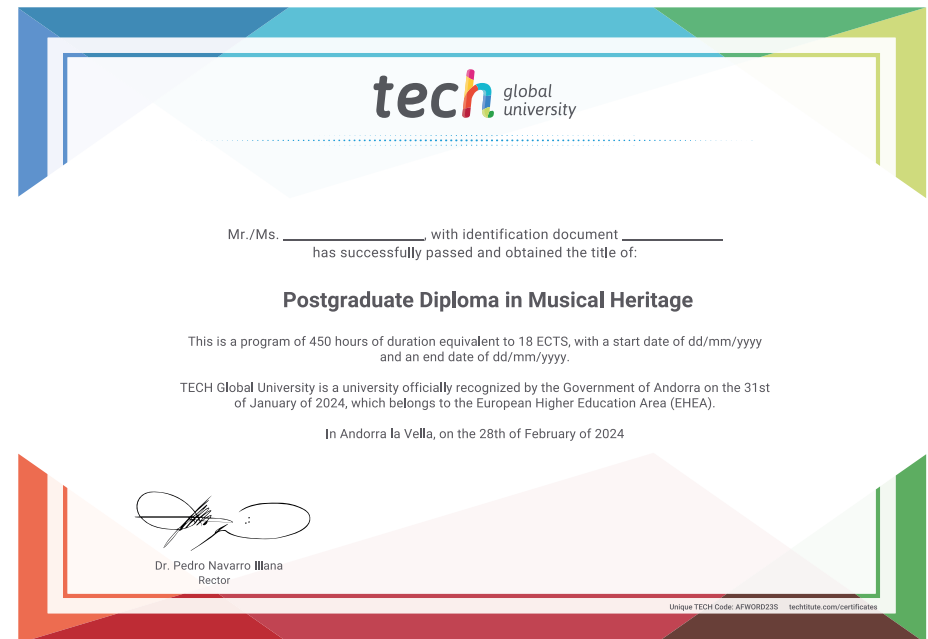 tech global
university
Mr./Ms. ________________, with identification document ____________
has successfully passed and obtained the title of:
Postgraduate Diploma in Musical Heritage
This is a program of 450 hours of duration equivalent to 18 ECTS, with a start date of dd/mm/yyyy
and an end date of dd/mm/yyyy.
TECH Global University is a university officially recognized by the Government of Andorra on the 31st
of January of 2024, which belongs to the European Higher Education Area (EHEA).
In Andorra la Vella, on the 28th of February of 2024
Dr. Pedro Navarro Illana
Rector
Unique TECH Code: AFWORD23S techtitute.com/certificates